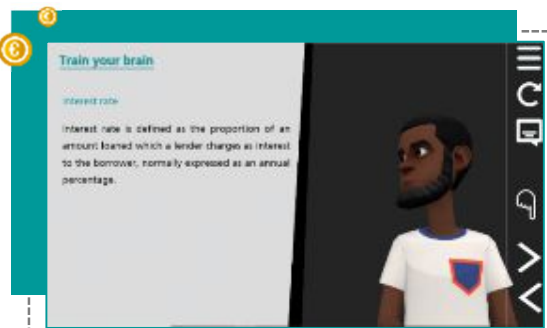 Train your brain
Interest rate
Interest rate is defined as the proportion of an
amount loaned which a lender charges as interest
to the borrower, normally expressed as an annual
percentage.